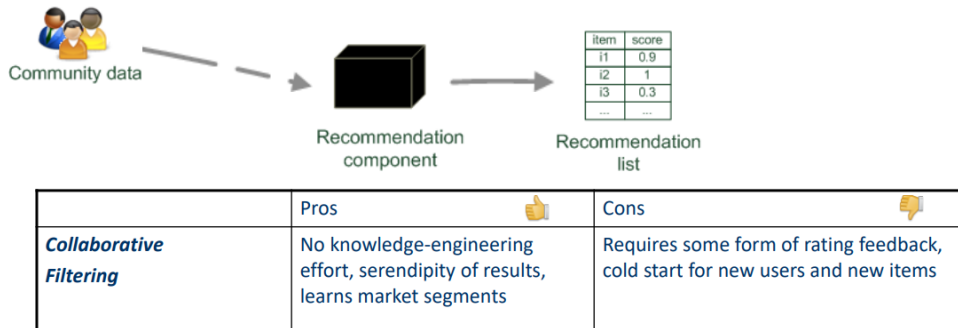 Community data
Recommendation
component
item score
i1 0.9
i2 1
i3 0.3
... ...
Recommendation
list
Pros Cons
Collaborative
Filtering
No knowledge-engineering
effort, serendipity of results,
learns market segments
Requires some form of rating feedback,
cold start for new users and new items